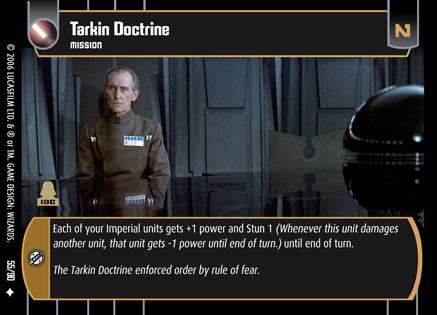 Tarkin Doctrine
MISSION
N
IDC
Each of your Imperial units gets +1 power and Stun 1 (Whenever this unit damages
another unit, that unit gets -1 power until end of turn.) until end of turn.
The Tarkin Doctrine enforced order by rule of fear.
© 2006 LUCASFILM LTD. & ® or TM. GAME DESIGN: WIZARDS.
55/90